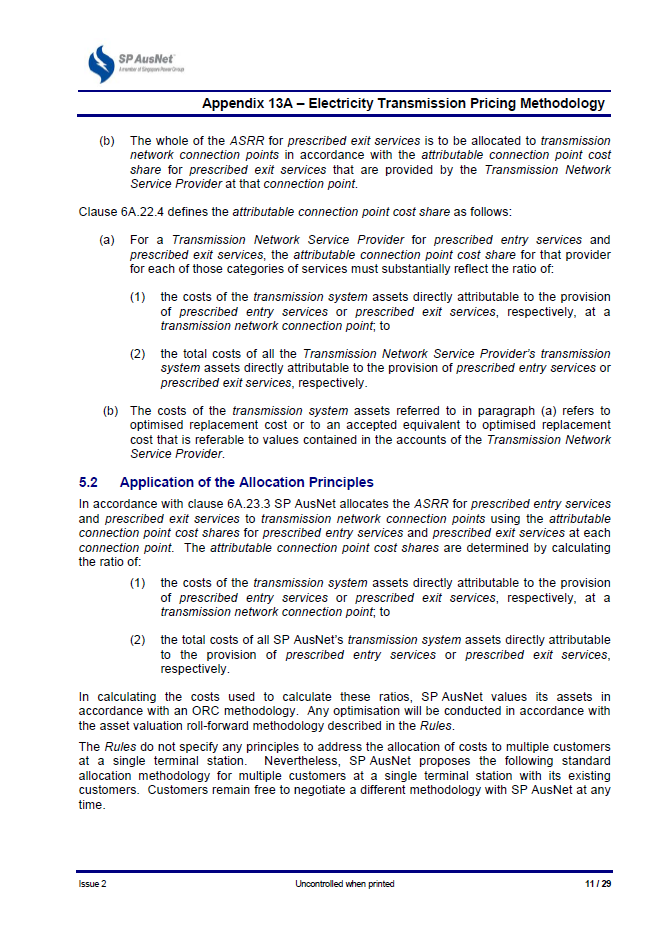 SP AusNet™
A member of Singapore Power Group
Appendix 13A – Electricity Transmission Pricing Methodology
(b) The whole of the ASRR for prescribed exit services is to be allocated to transmission
network connection points in accordance with the attributable connection point cost
share for prescribed exit services that are provided by the Transmission Network
Service Provider at that connection point.
Clause 6A.22.4 defines the attributable connection point cost share as follows:
(a) For a Transmission Network Service Provider for prescribed entry services and
prescribed exit services, the attributable connection point cost share for that provider
for each of those categories of services must substantially reflect the ratio of:
(1) the costs of the transmission system assets directly attributable to the provision
of prescribed entry services or prescribed exit services, respectively, at a
transmission network connection point; to
(2) the total costs of all the Transmission Network Service Provider's transmission
system assets directly attributable to the provision of prescribed entry services or
prescribed exit services, respectively.
(b) The costs of the transmission system assets referred to in paragraph (a) refers to
optimised replacement cost or to an accepted equivalent to optimised replacement
cost that is referable to values contained in the accounts of the Transmission Network
Service Provider.
5.2 Application of the Allocation Principles
In accordance with clause 6A.23.3 SP AusNet allocates the ASRR for prescribed entry services
and prescribed exit services to transmission network connection points using the attributable
connection point cost shares for prescribed entry services and prescribed exit services at each
connection point. The attributable connection point cost shares are determined by calculating
the ratio of:
(1) the costs of the transmission system assets directly attributable to the provision
of prescribed entry services or prescribed exit services, respectively, at a
transmission network connection point; to
(2) the total costs of all SP AusNet's transmission system assets directly attributable
to the provision of prescribed entry services or prescribed exit services,
respectively.
In calculating the costs used to calculate these ratios, SP AusNet values its assets in
accordance with an ORC methodology. Any optimisation will be conducted in accordance with
the asset valuation roll-forward methodology described in the Rules.
The Rules do not specify any principles to address the allocation of costs to multiple customers
at a single terminal station. Nevertheless, SP AusNet proposes the following standard
allocation methodology for multiple customers at a single terminal station with its existing
customers. Customers remain free to negotiate a different methodology with SP AusNet at any
time.
Issue 2 Uncontrolled when printed 11 / 29